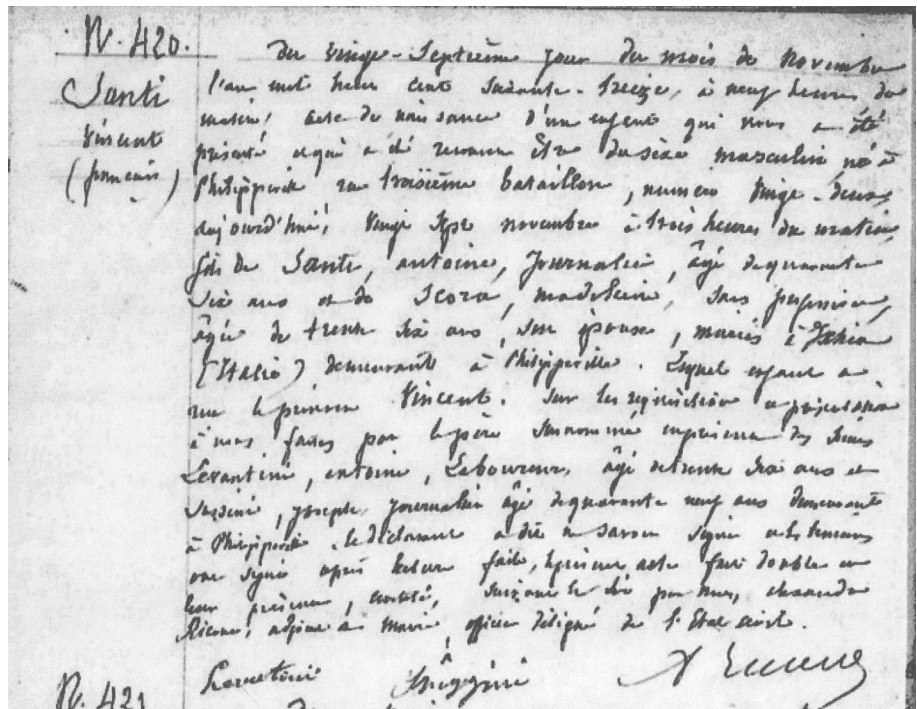 N. 420.
Santi
Vincent
(français)
Du vingt-Septième jour du mois de Novembre
l'an mil huit cent soixante-treize, à neuf heures du
matin, acte de naissance d'un enfant qui nous a été
présenté et qui a été reconnu être du sexe masculin né à
Philippeville rue troisième bataillon, numéro vingt-deux
aujourd'hui, vingt sept novembre à trois heures du matin,
fils de Santi, antoine, Journalier, âgé de quarante
six ans et de Scora, madeleine, sans profession,
âgée de trente six ans, son épouse, mariés à Ischia
(Italie) demeurants à Philippeville. Lequel enfant a
reçu le prénom Vincent. Sur les réquisition et présentation
à nous faites par le père susnommé en présence des Sieurs
Levantini, antoine, Laboureur, âgé de trente six ans et
joseph, journalier âgé de quarante neuf ans demeurant
à Philippeville. le déclarant a dit ne savoir signer et les témoins
ont signé après lecture faite, le présent acte fait double en
leur présence, constaté, suivant la loi par nous,
adjoint au Maire, officier délégué de l'Etat civil.
N. 421